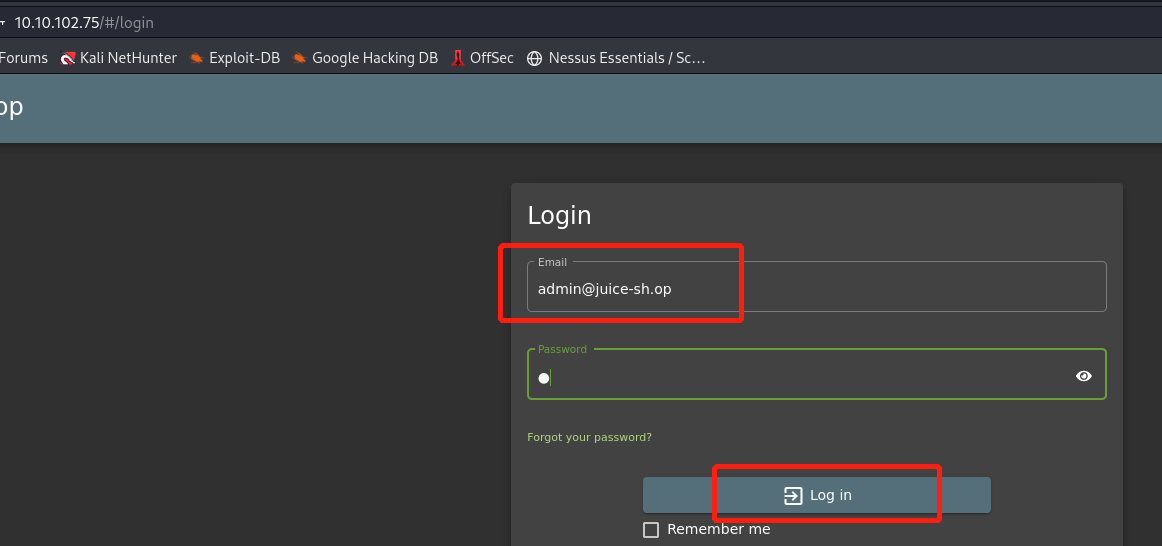 10.10.102.75/#/login
Forums Kali NetHunter Exploit-DB Google Hacking DB OffSec Nessus Essentials / Sc…
op
Login
Email
admin@juice-sh.op
Password
Forgot your password?
Log in
Remember me